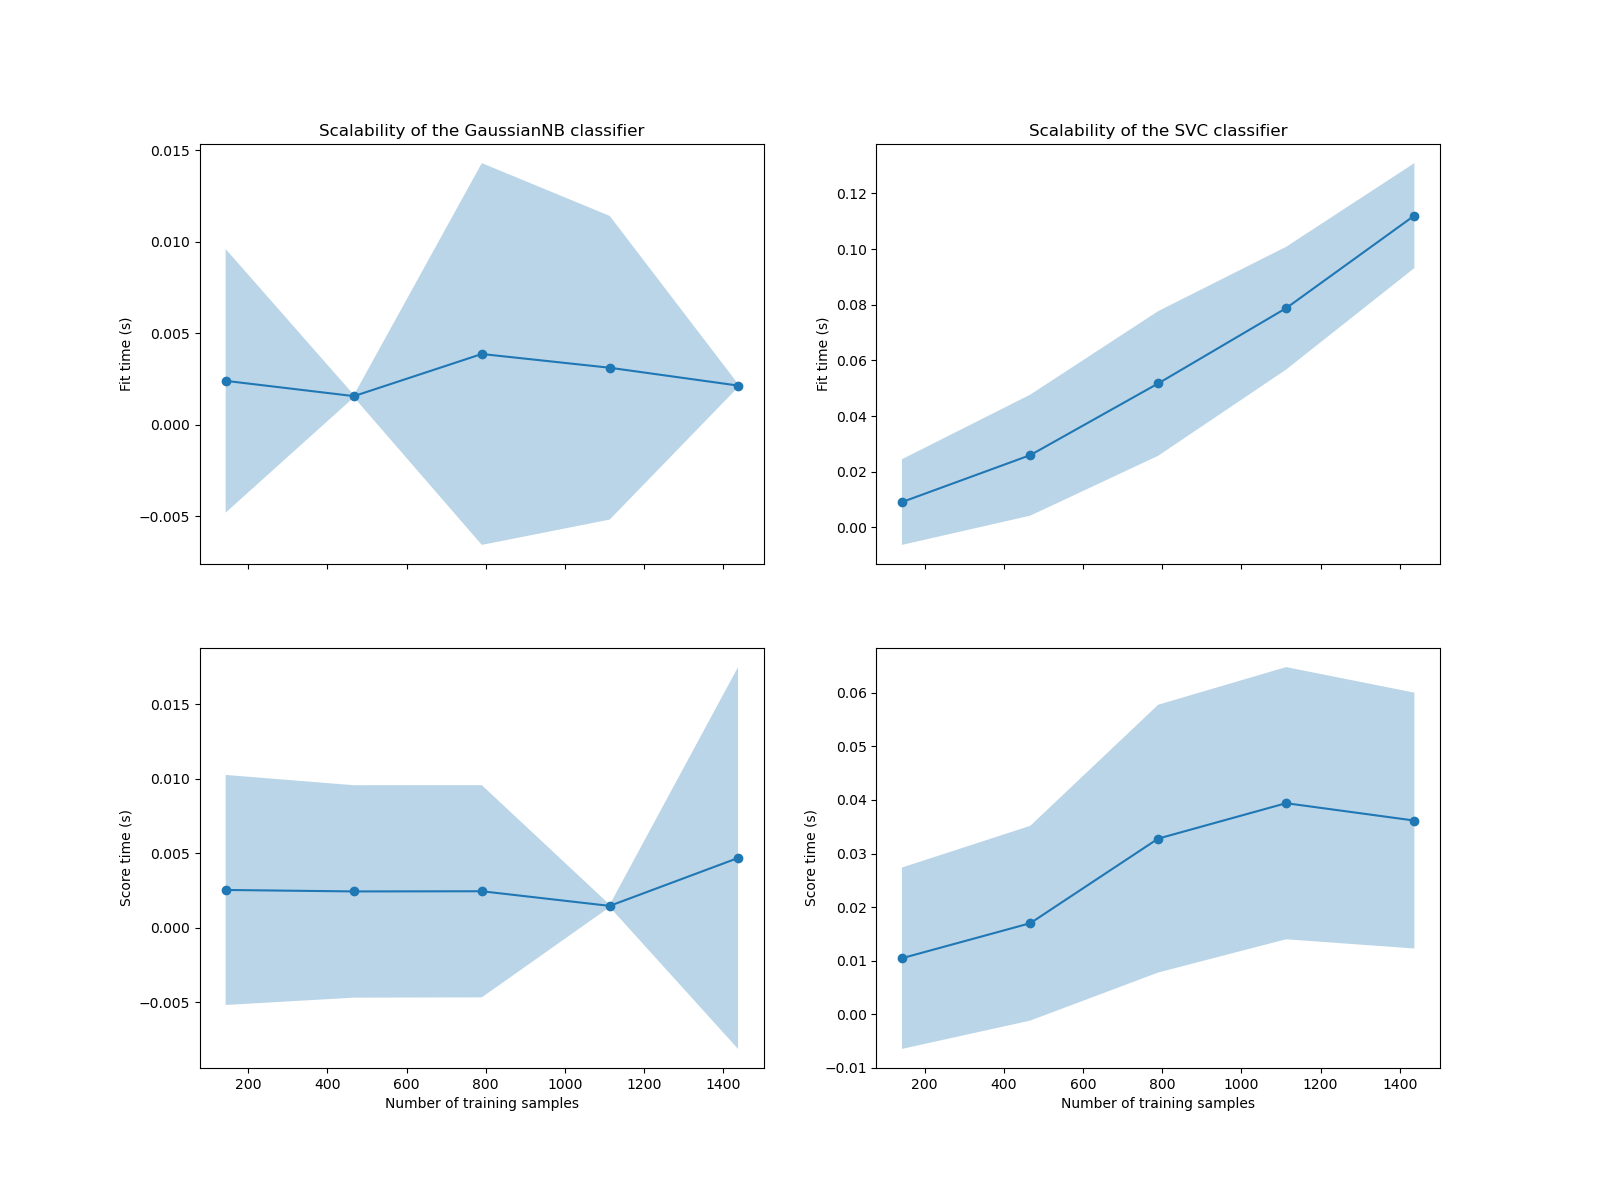 Scalability of the GaussianNB classifier
0.015
0.010
0.005
0.000
−0.005
Fit time (s)
Scalability of the SVC classifier
0.12
0.10
0.08
0.06
0.04
0.02
0.00
Fit time (s)
0.015
0.010
0.005
0.000
−0.005
Score time (s)
200 400 600 800 1000 1200 1400
Number of training samples
0.06
0.05
0.04
0.03
0.02
0.01
0.00
−0.01
Score time (s)
200 400 600 800 1000 1200 1400
Number of training samples